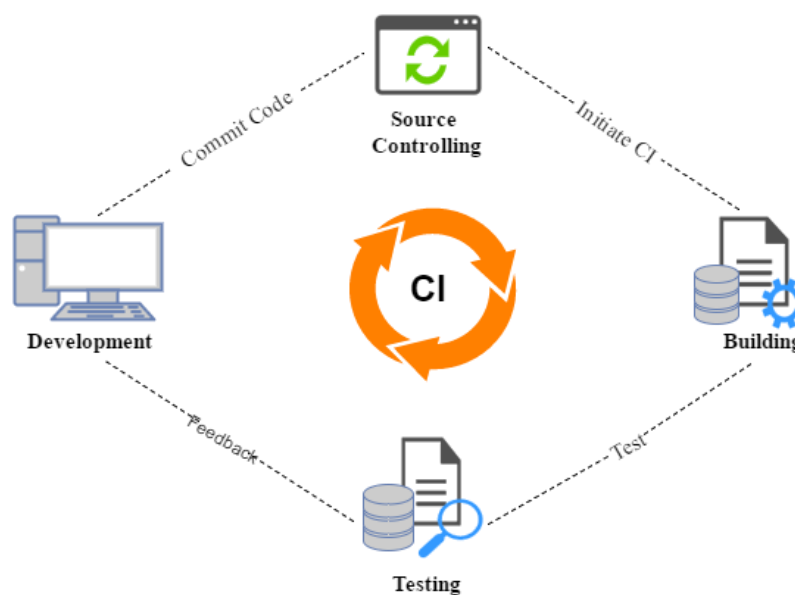 Source
Controlling
Commit Code
Initiate CI
CI
Development
Building
Feedback
Test
Testing